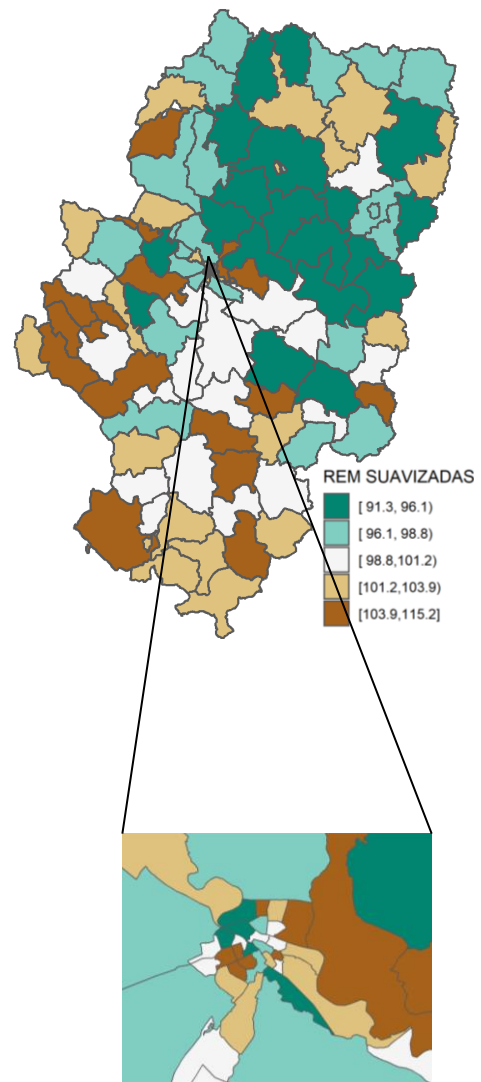 REM SUAVIZADAS
[ 91.3, 96.1)
[ 96.1, 98.8)
[ 98.8,101.2)
[101.2,103.9)
[103.9,115.2]